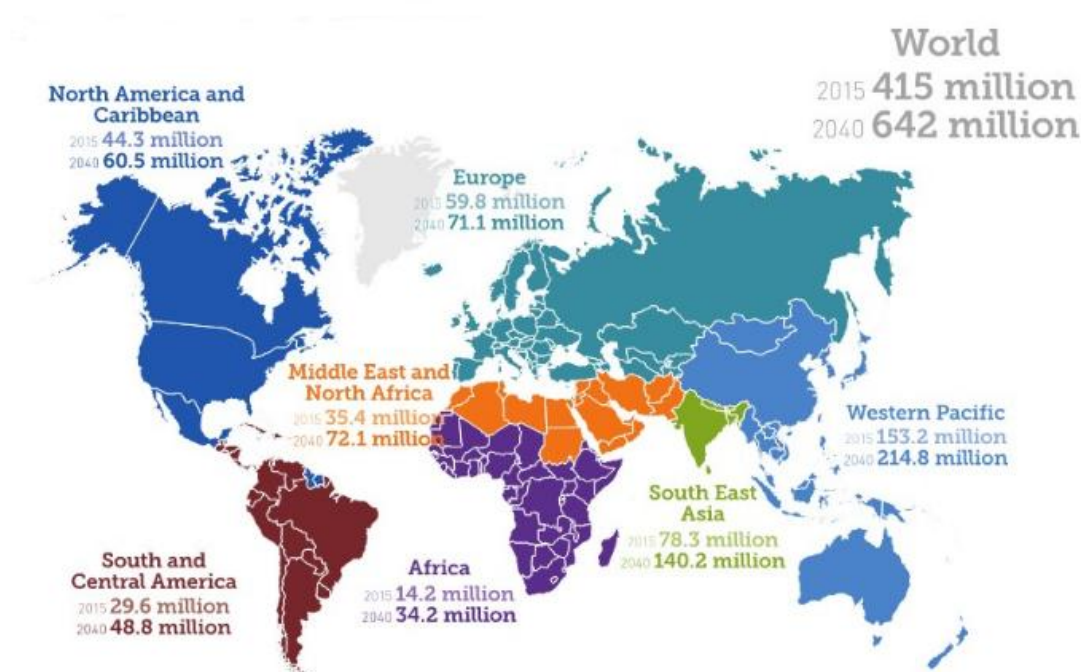 World
2015 415 million
2040 642 million
North America and
Caribbean
2015 44.3 million
2040 60.5 million
Europe
2015 59.8 million
2040 71.1 million
Middle East and
North Africa
2015 35.4 million
2040 72.1 million
Western Pacific
2015 153.2 million
2040 214.8 million
South East
Asia
2015 78.3 million
2040 140.2 million
South and
Central America
2015 29.6 million
2040 48.8 million
Africa
2015 14.2 million
2040 34.2 million